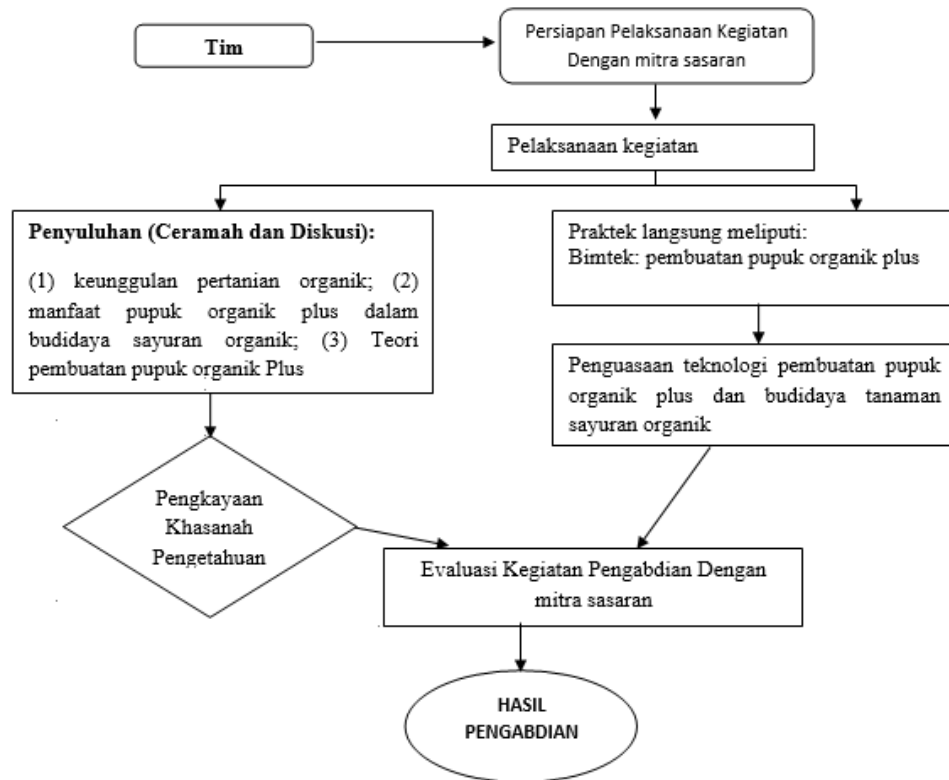 Tim
Persiapan Pelaksanaan Kegiatan
Dengan mitra sasaran
Pelaksanaan kegiatan
Penyuluhan (Ceramah dan Diskusi):
(1) keunggulan pertanian organik; (2)
manfaat pupuk organik plus dalam
budidaya sayuran organik; (3) Teori
pembuatan pupuk organik Plus
Praktek langsung meliputi:
Bimtek: pembuatan pupuk organik plus
Penguasaan teknologi pembuatan pupuk
organik plus dan budidaya tanaman
sayuran organik
Pengkayaan
Khasanah
Pengetahuan
Evaluasi Kegiatan Pengabdian Dengan
mitra sasaran
HASIL
PENGABDIAN